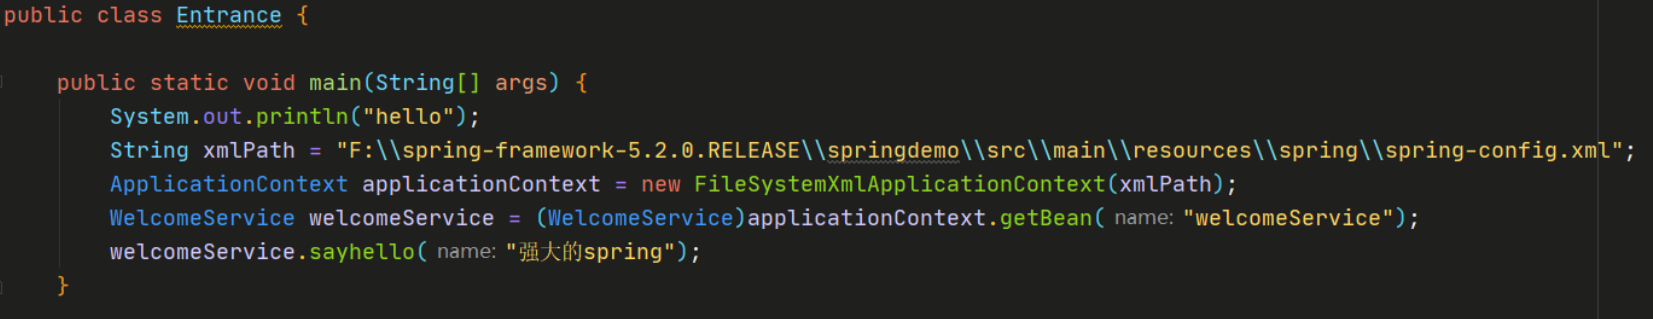 public class Entrance {
public static void main(String[] args) {
System.out.println("hello");
String xmlPath = "F:\\spring-framework-5.2.0.RELEASE\\springdemo\\src\\main\\resources\\spring\\spring-config.xml";
ApplicationContext applicationContext = new FileSystemXmlApplicationContext(xmlPath);
WelcomeService welcomeService = (WelcomeService)applicationContext.getBean( name: "welcomeService");
welcomeService.sayhello( name: "强大的spring");
}